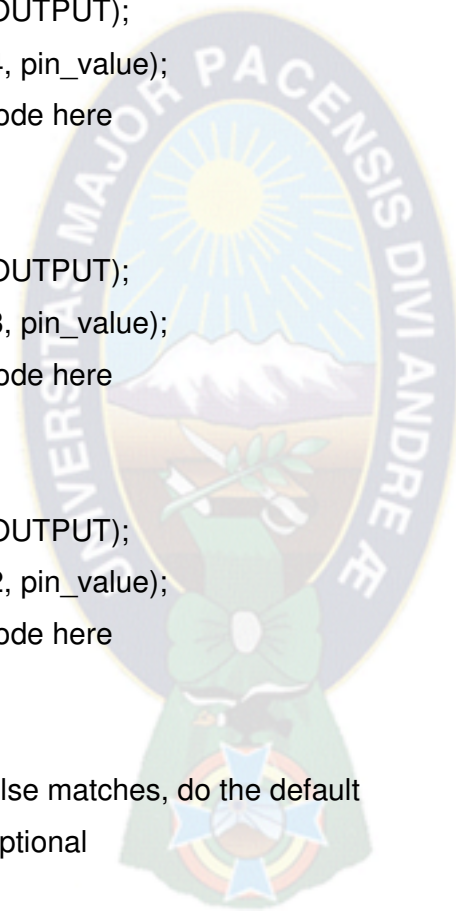 OUTPUT);
, pin_value);
ode here
OUTPUT);
3, pin_value);
ode here
OUTPUT);
2, pin_value);
ode here
lse matches, do the default
ptional
UNIVERSITAS MAJOR PACENSIS DIVI ANDRE Æ